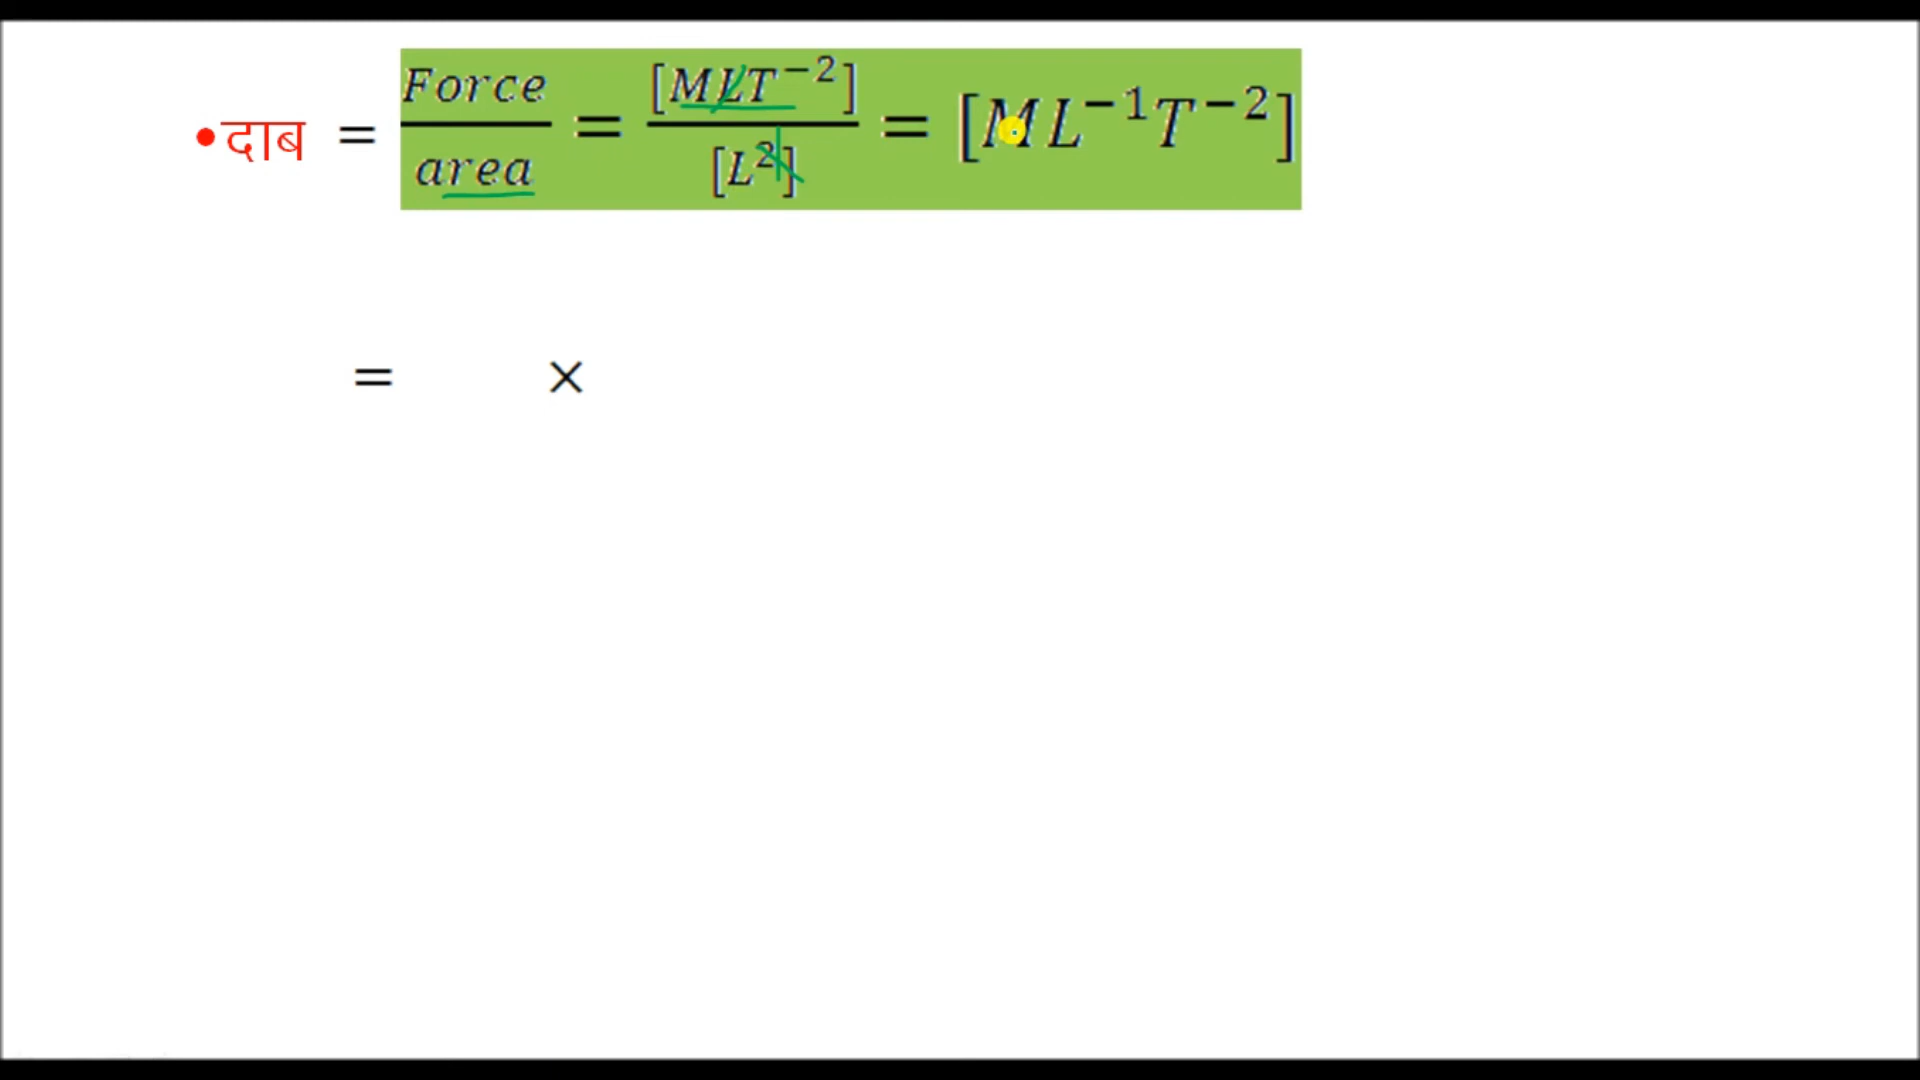 •दाब = Force/area = [MLT⁻²]/[L²] = [ML⁻¹T⁻²]
= ×